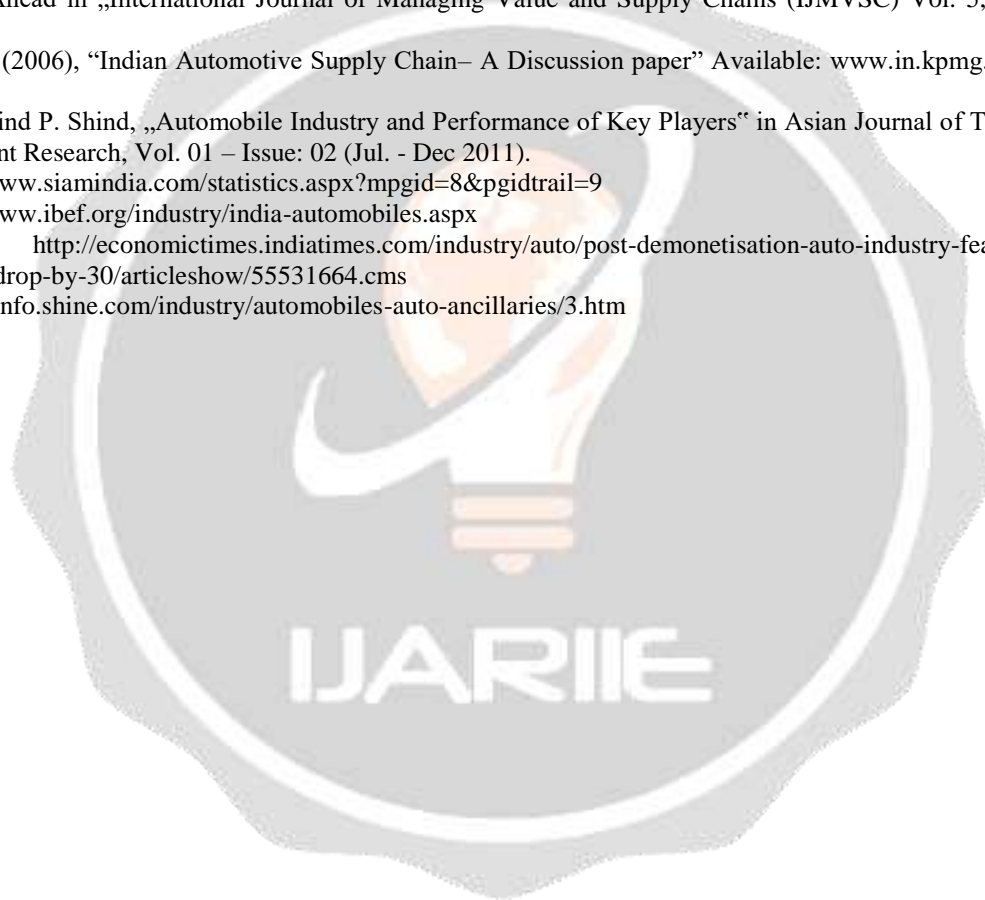 Ahead in „International Journal of Managing Value and Supply Chains (IJMVSC) Vol. 5,
(2006), “Indian Automotive Supply Chain– A Discussion paper” Available: www.in.kpmg.
ind P. Shind, „Automobile Industry and Performance of Key Players‟ in Asian Journal of T
nt Research, Vol. 01 – Issue: 02 (Jul. - Dec 2011).
ww.siamindia.com/statistics.aspx?mpgid=8&pgidtrail=9
ww.ibef.org/industry/india-automobiles.aspx
http://economictimes.indiatimes.com/industry/auto/post-demonetisation-auto-industry-fea
drop-by-30/articleshow/55531664.cms
nfo.shine.com/industry/automobiles-auto-ancillaries/3.htm
IJARIIE